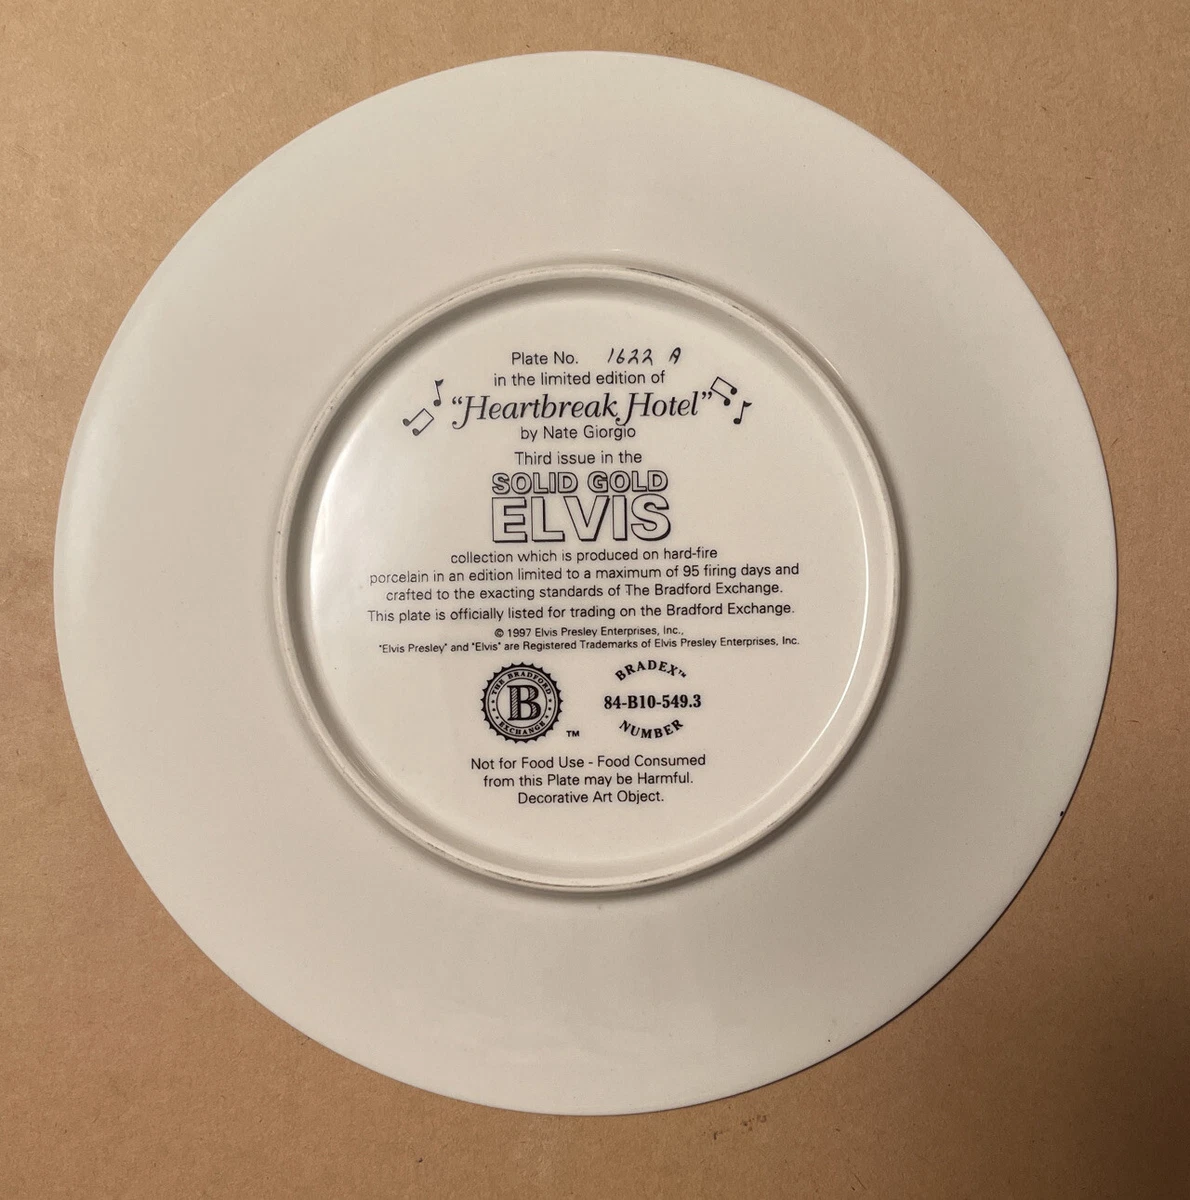 Plate No. 1622 A
in the limited edition of
"Heartbreak Hotel"
by Nate Giorgio
Third issue in the
SOLID GOLD
ELVIS
collection which is produced on hard-fire
porcelain in an edition limited to a maximum of 95 firing days and
crafted to the exacting standards of The Bradford Exchange.
This plate is officially listed for trading on the Bradford Exchange.
© 1997 Elvis Presley Enterprises, Inc.,
"Elvis Presley" and "Elvis" are Registered Trademarks of Elvis Presley Enterprises, Inc.
THE BRADFORD
B
EXCHANGE
™
BRADEX™
84-B10-549.3
NUMBER
Not for Food Use - Food Consumed
from this Plate may be Harmful.
Decorative Art Object.